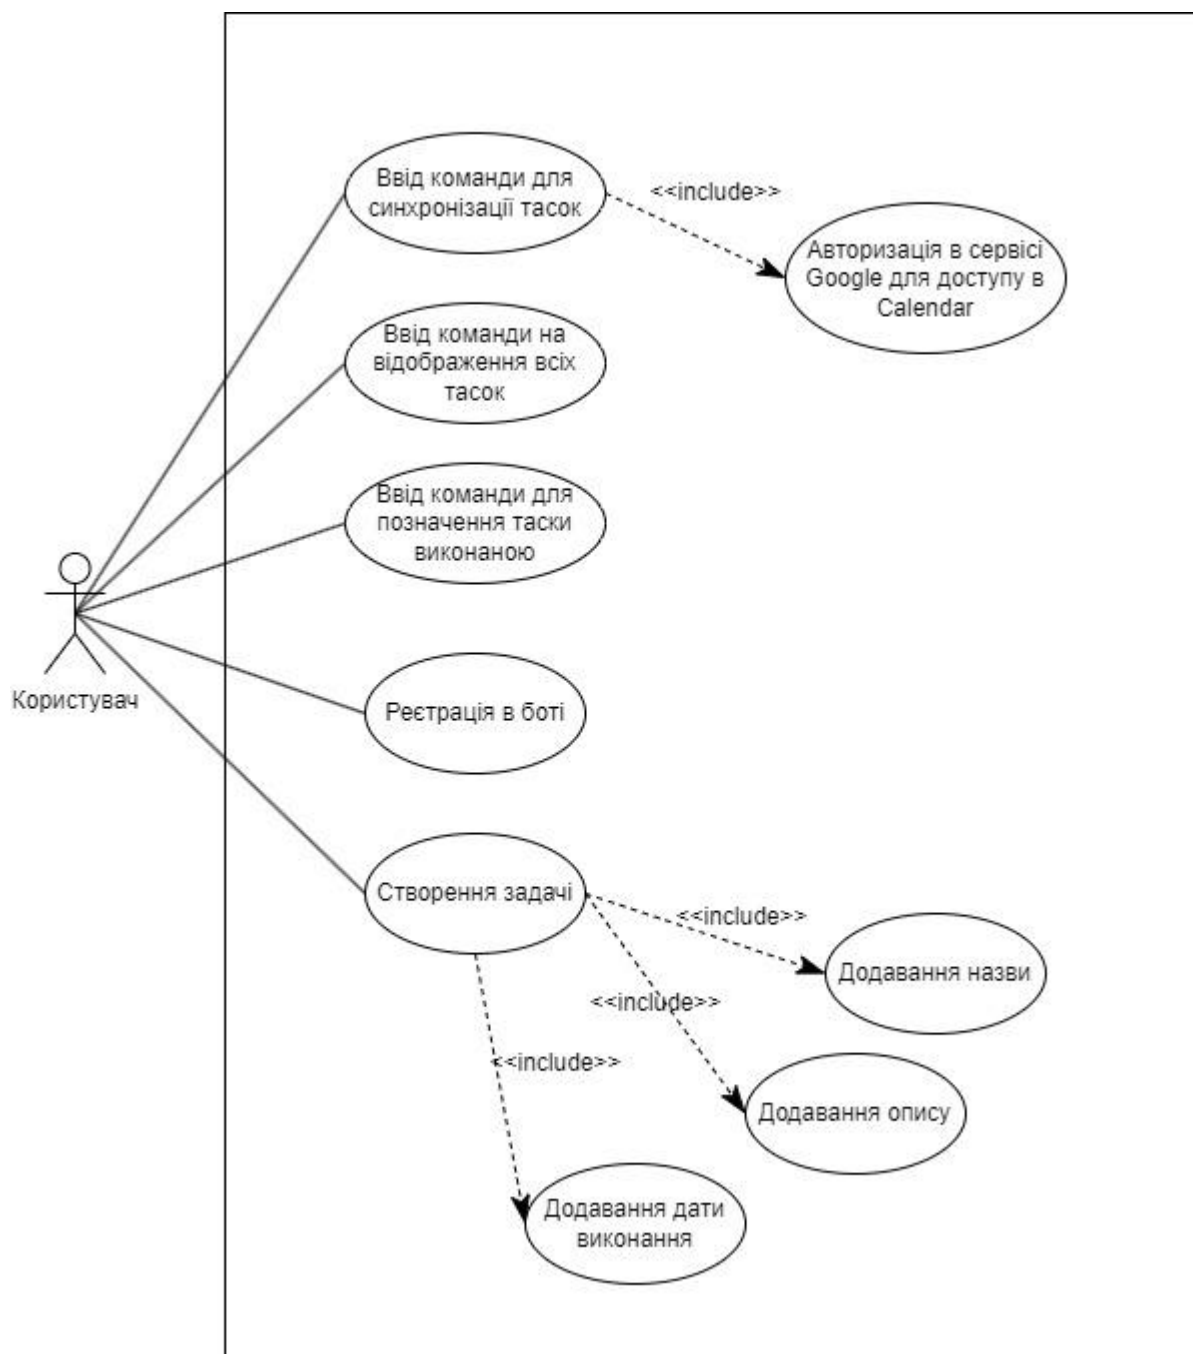 Ввід команди для
синхронізації тасок
<<include>>
Авторизація в сервісі
Google для доступу в
Calendar
Ввід команди на
відображення всіх
тасок
Ввід команди для
позначення таски
виконаною
Користувач
Реєстрація в боті
Створення задачі
<<include>>
Додавання назви
<<include>>
Додавання опису
<<include>>
Додавання дати
виконання